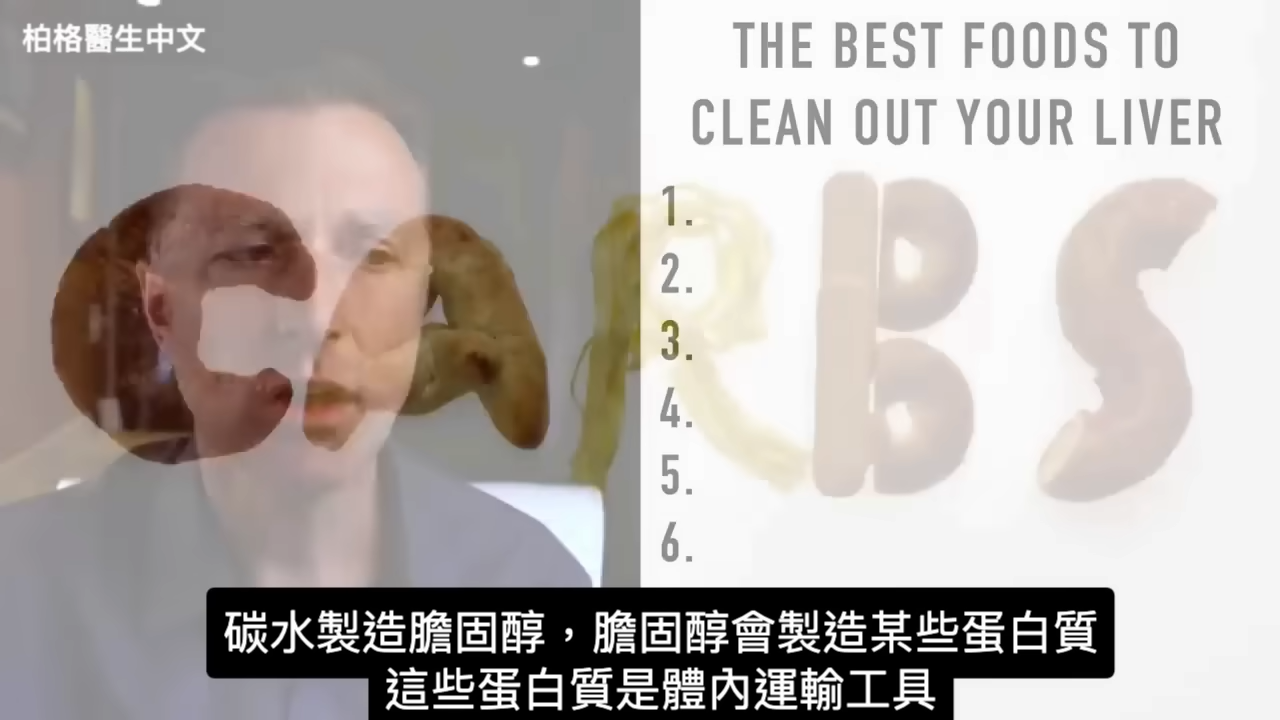 柏格醫生中文
THE BEST FOODS TO
CLEAN OUT YOUR LIVER
1.
2.
3.
4.
5.
6.
CARBS
碳水製造膽固醇，膽固醇會製造某些蛋白質
這些蛋白質是體內運輸工具